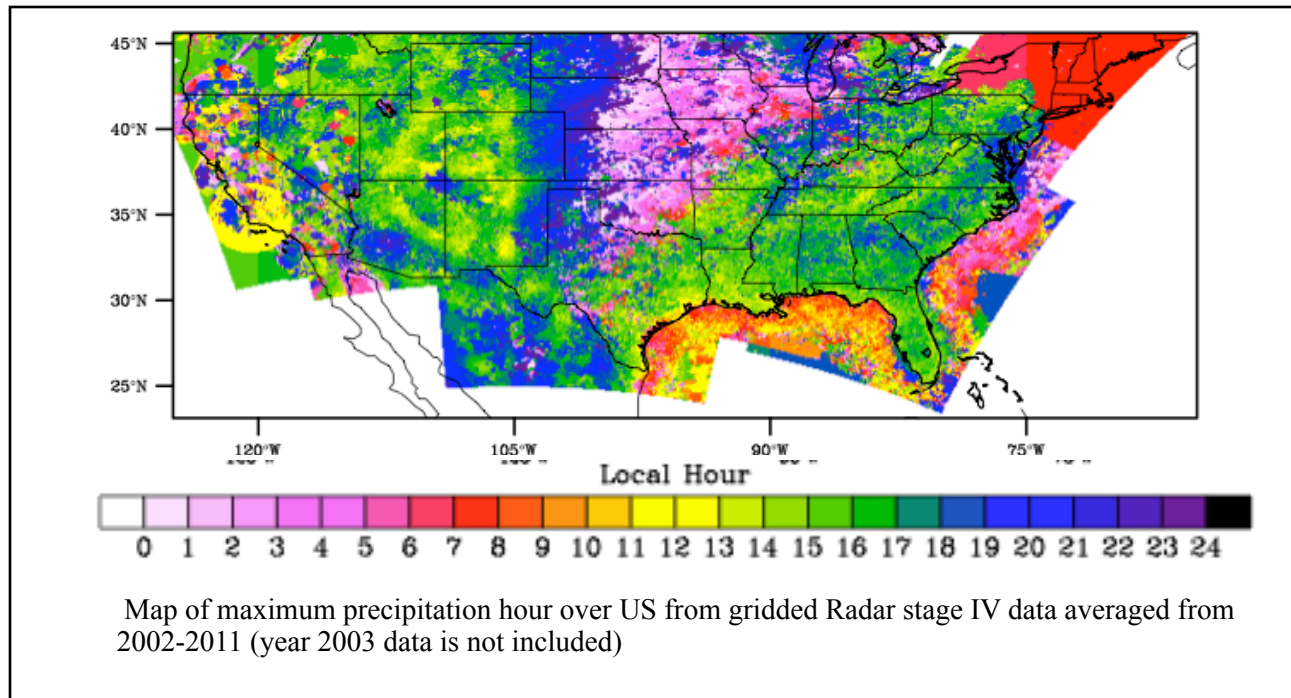 45°N
40°N
35°N
30°N
25°N
120°W 105°W 90°W 75°W
Local Hour
0 1 2 3 4 5 6 7 8 9 10 11 12 13 14 15 16 17 18 19 20 21 22 23 24
Map of maximum precipitation hour over US from gridded Radar stage IV data averaged from
2002-2011 (year 2003 data is not included)